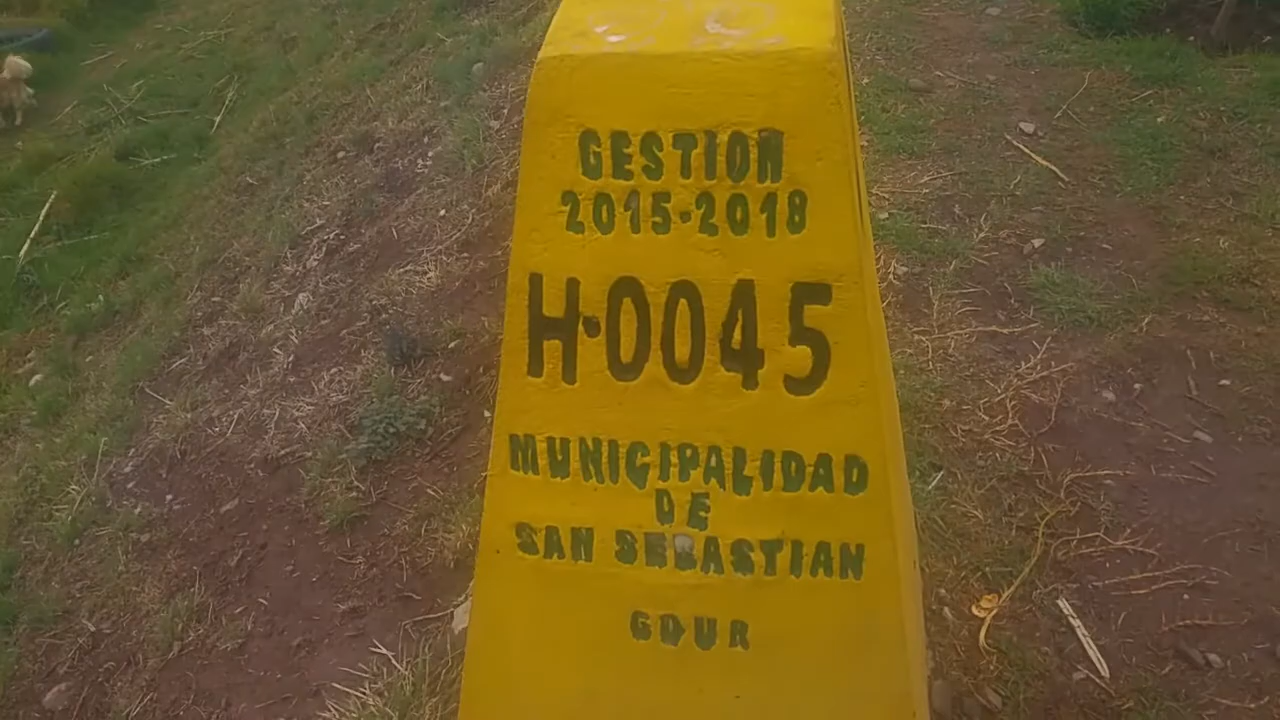 GESTION
2015-2018
H·0045
MUNICIPALIDAD
DE
SAN SEBASTIAN
GDUR